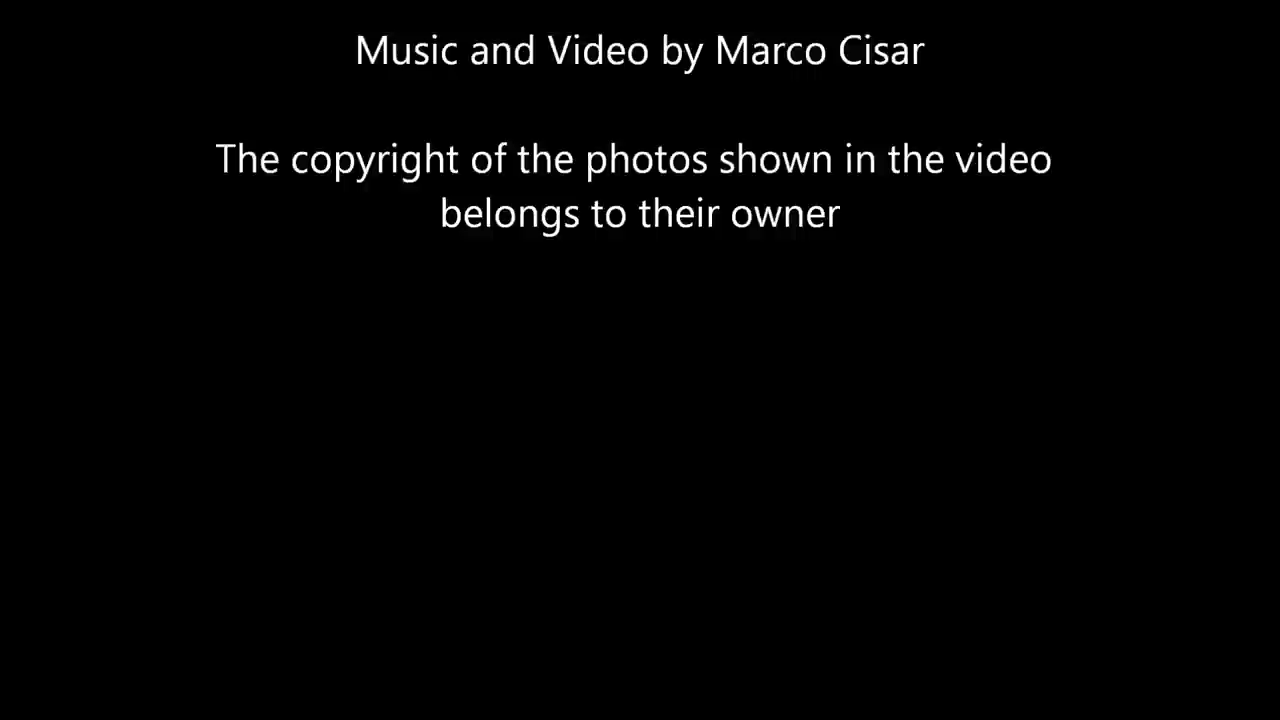 Music and Video by Marco Cisar
The copyright of the photos shown in the video
belongs to their owner